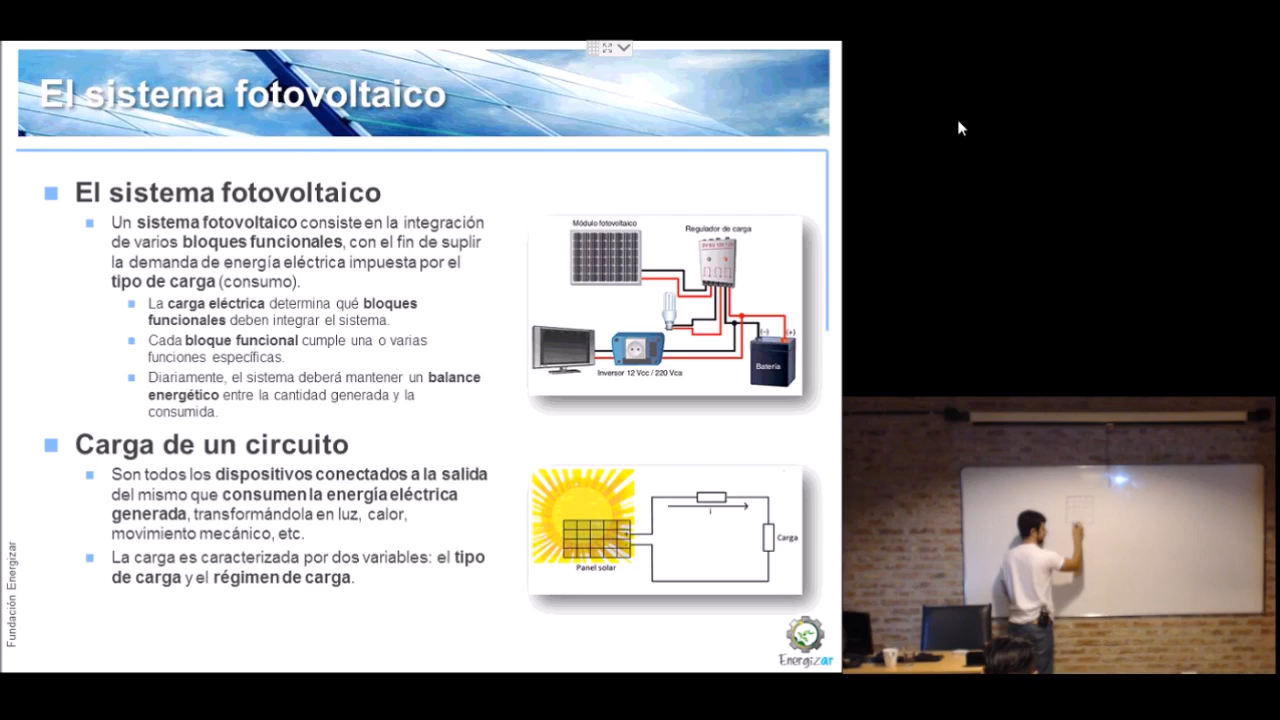 El sistema fotovoltaico
El sistema fotovoltaico
Un sistema fotovoltaico consiste en la integración
de varios bloques funcionales, con el fin de suplir
la demanda de energía eléctrica impuesta por el
tipo de carga (consumo).
La carga eléctrica determina qué bloques
funcionales deben integrar el sistema.
Cada bloque funcional cumple una o varias
funciones específicas.
Diariamente, el sistema deberá mantener un balance
energético entre la cantidad generada y la
consumida.
Módulo fotovoltaico
Regulador de carga
(-)
(+)
Batería
Inversor 12 Vcc / 220 Vca
Carga de un circuito
Son todos los dispositivos conectados a la salida
del mismo que consumen la energía eléctrica
generada, transformándola en luz, calor,
movimiento mecánico, etc.
La carga es caracterizada por dos variables: el tipo
de carga y el régimen de carga.
i
Carga
Panel solar
Fundación Energizar
Energizar